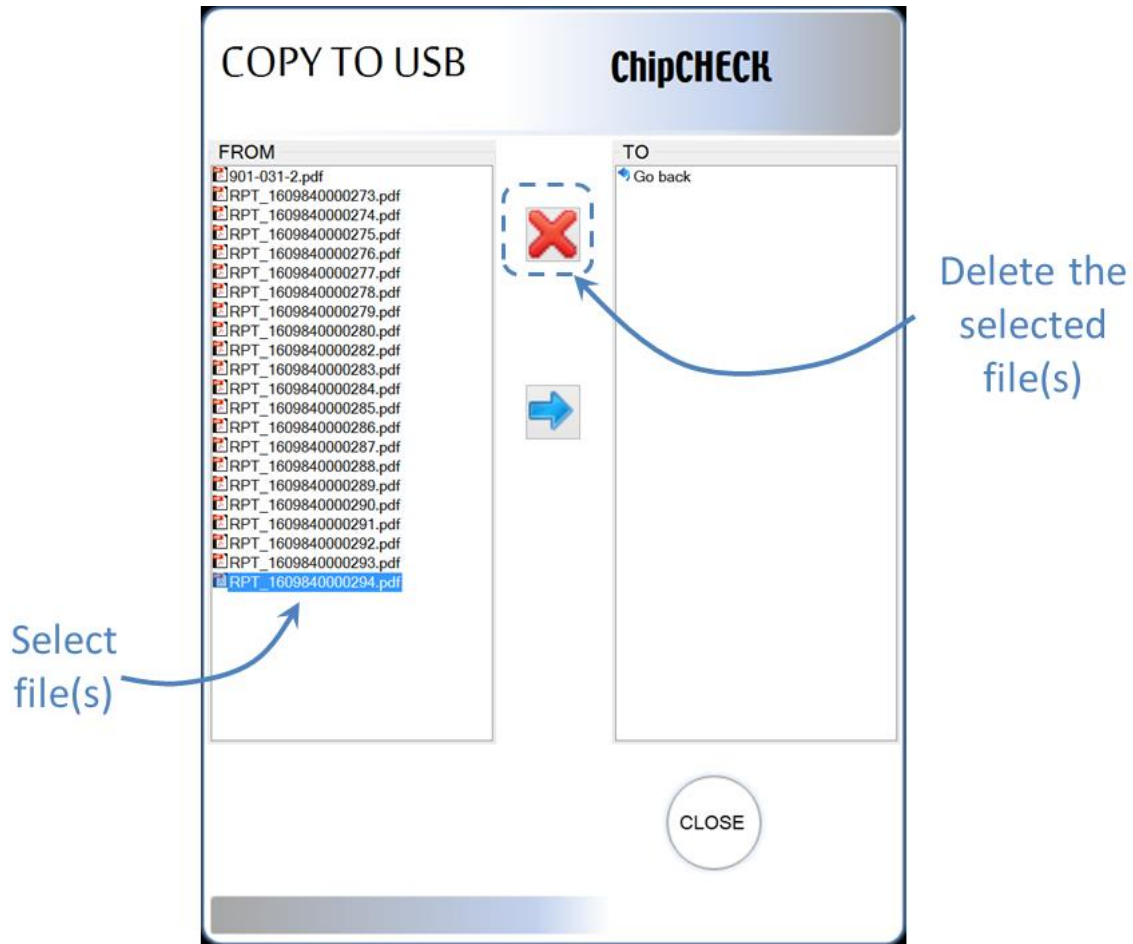 COPY TO USB
ChipCHECK
FROM
901-031-2.pdf
RPT_1609840000273.pdf
RPT_1609840000274.pdf
RPT_1609840000275.pdf
RPT_1609840000276.pdf
RPT_1609840000277.pdf
RPT_1609840000278.pdf
RPT_1609840000279.pdf
RPT_1609840000280.pdf
RPT_1609840000282.pdf
RPT_1609840000283.pdf
RPT_1609840000284.pdf
RPT_1609840000285.pdf
RPT_1609840000286.pdf
RPT_1609840000287.pdf
RPT_1609840000288.pdf
RPT_1609840000289.pdf
RPT_1609840000290.pdf
RPT_1609840000291.pdf
RPT_1609840000292.pdf
RPT_1609840000293.pdf
RPT_1609840000294.pdf
TO
Go back
Delete the
selected
file(s)
Select
file(s)
CLOSE